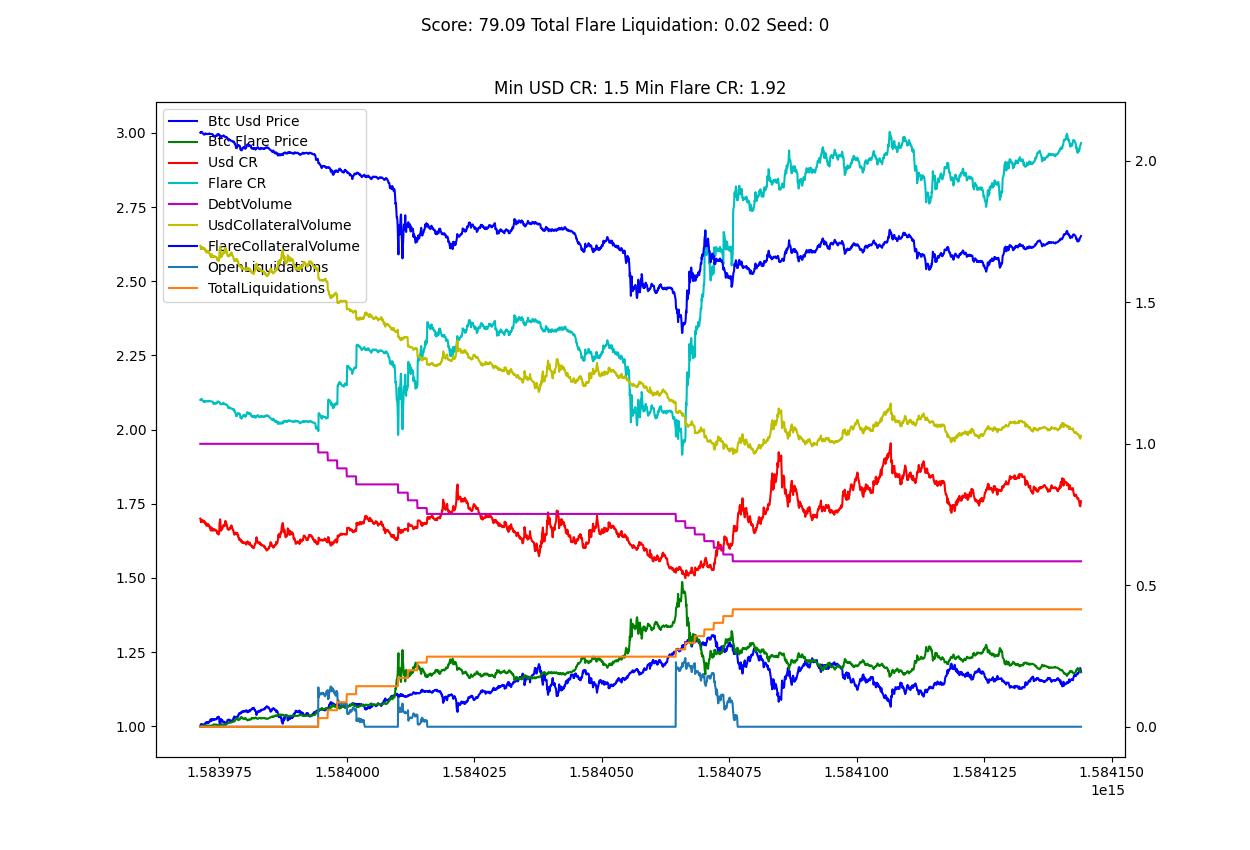 Score: 79.09 Total Flare Liquidation: 0.02 Seed: 0
Min USD CR: 1.5 Min Flare CR: 1.92
Btc Usd Price
Btc Flare Price
Usd CR
Flare CR
DebtVolume
UsdCollateralVolume
FlareCollateralVolume
OpenLiquidations
TotalLiquidations
3.00
2.75
2.50
2.25
2.00
1.75
1.50
1.25
1.00
2.0
1.5
1.0
0.5
0.0
1.583975 1.584000 1.584025 1.584050 1.584075 1.584100 1.584125 1.584150
1e15